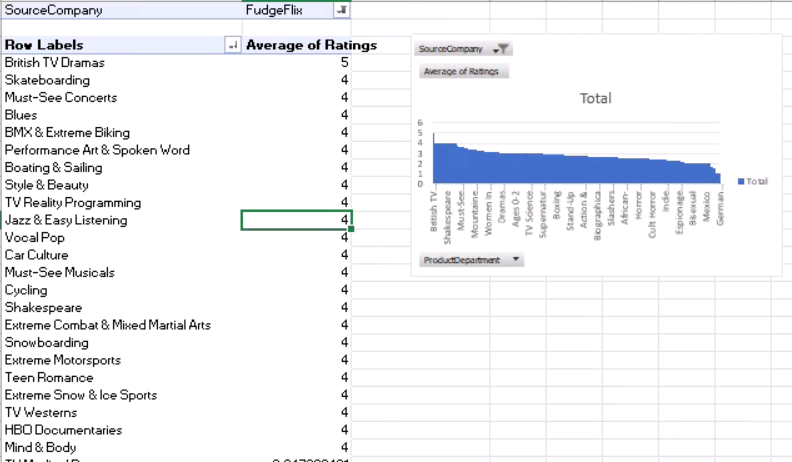 SourceCompany FudgeFlix
Row Labels Average of Ratings
British TV Dramas 5
Skateboarding 4
Must-See Concerts 4
Blues 4
BMX & Extreme Biking 4
Performance Art & Spoken Word 4
Boating & Sailing 4
Style & Beauty 4
TV Reality Programming 4
Jazz & Easy Listening 4
Vocal Pop 4
Car Culture 4
Must-See Musicals 4
Cycling 4
Shakespeare 4
Extreme Combat & Mixed Martial Arts 4
Snowboarding 4
Extreme Motorsports 4
Teen Romance 4
Extreme Snow & Ice Sports 4
TV Westerns 4
HBO Documentaries 4
Mind & Body 4
SourceCompany
Average of Ratings
Total
6
5
4
3
2
1
0
British TV...
Shakespeare
Must-See...
Mountaine...
Women in...
Dramas...
Ages 0-2
TV Science...
Supernatur...
Boxing
Stand-Up
Action &...
Biographica...
Slashers...
African-...
Horror
Cult Horror
Indie...
Espionage...
Bisexual
Mexico
German...
Total
ProductDepartment